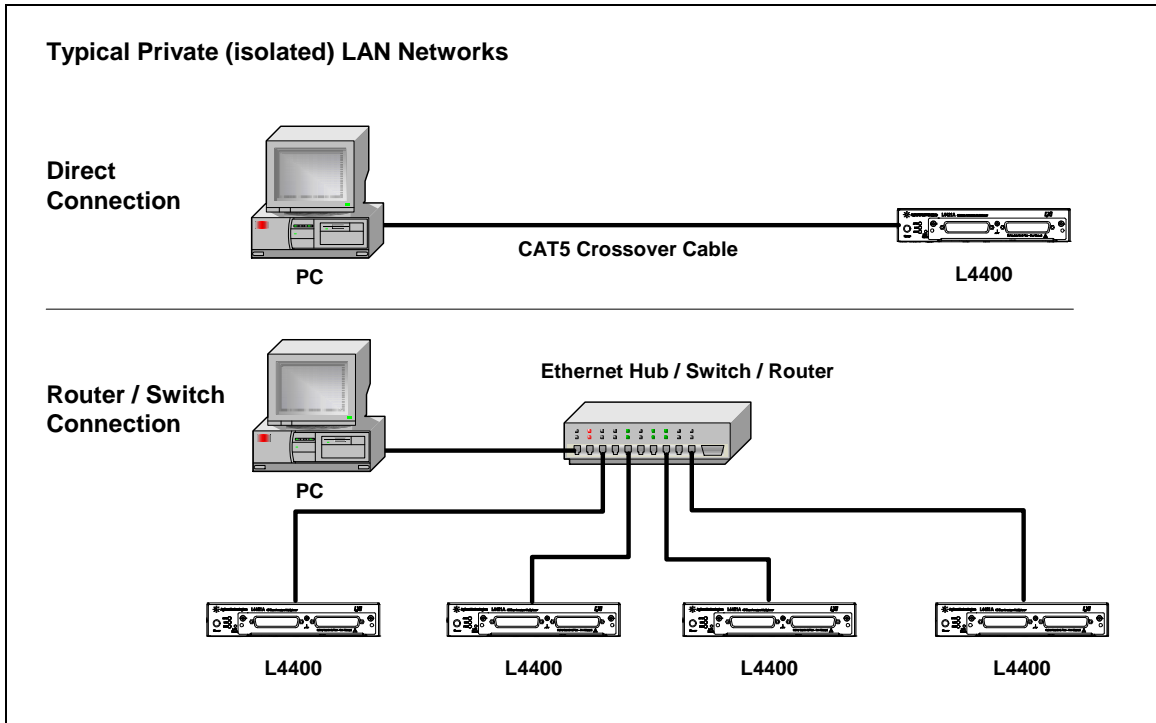 Typical Private (isolated) LAN Networks
Direct
Connection
CAT5 Crossover Cable
PC
L4400
Router / Switch
Connection
Ethernet Hub / Switch / Router
PC
L4400
L4400
L4400
L4400